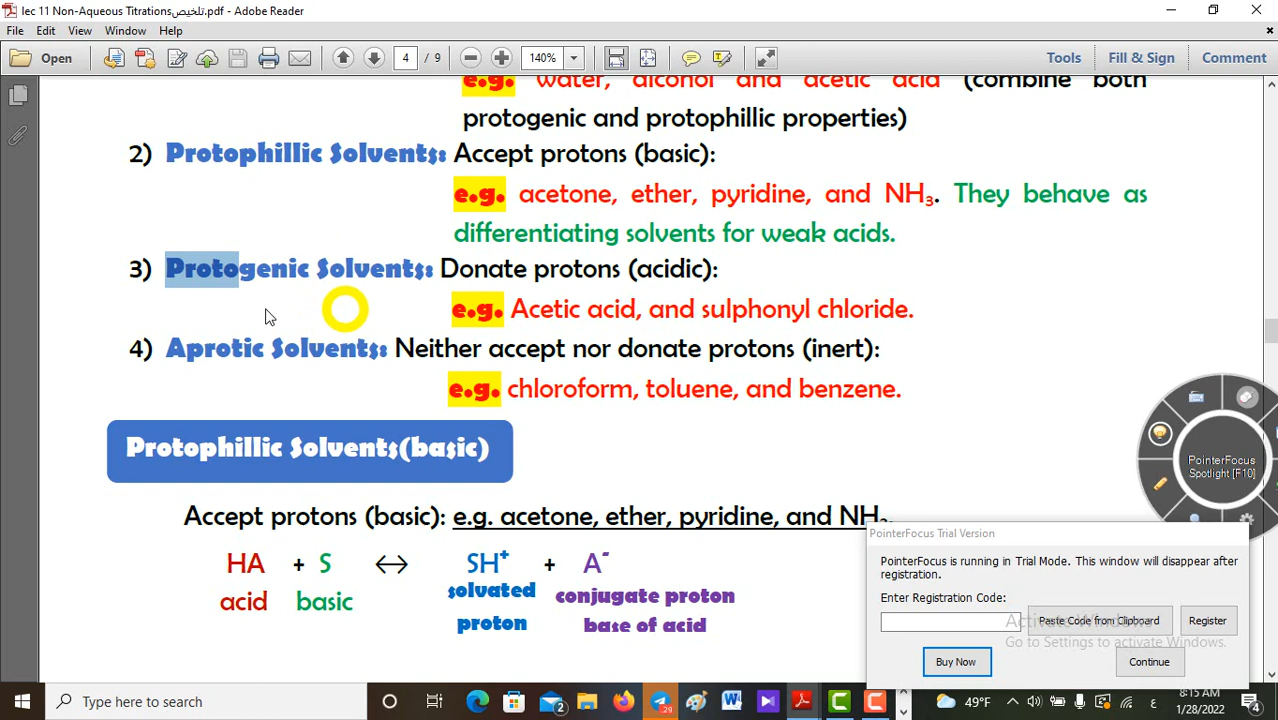 lec 11 Non-Aqueous Titrationsتلخيص.pdf - Adobe Reader
File Edit View Window Help
Open 4 / 9 140% Tools Fill & Sign Comment
e.g. water, alcohol and acetic acid (combine both
protogenic and protophillic properties)
2) Protophillic Solvents: Accept protons (basic):
e.g. acetone, ether, pyridine, and NH₃. They behave as
differentiating solvents for weak acids.
3) Protogenic Solvents: Donate protons (acidic):
e.g. Acetic acid, and sulphonyl chloride.
4) Aprotic Solvents: Neither accept nor donate protons (inert):
e.g. chloroform, toluene, and benzene.
Protophillic Solvents(basic)
Accept protons (basic): e.g. acetone, ether, pyridine, and NH₃.
HA + S ↔ SH⁺ + A⁻
acid basic solvated proton conjugate proton base of acid
PointerFocus
Spotlight [F10]
PointerFocus Trial Version
PointerFocus is running in Trial Mode. This window will disappear after
registration.
Enter Registration Code:
Paste Code from Clipboard Register
Activate Windows
Go to Settings to activate Windows.
Buy Now Continue
Type here to search
2
29
49°F
ع
8:15 AM
1/28/2022
4